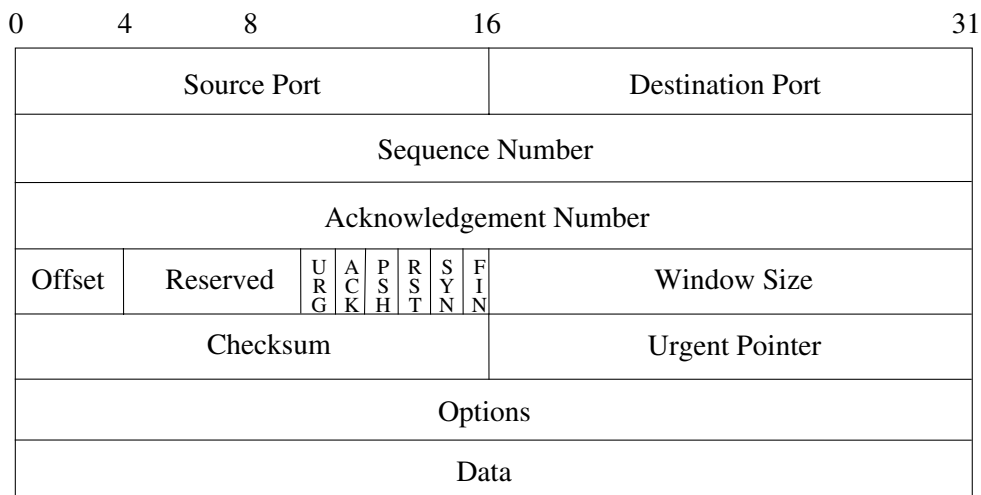 0 4 8 16 31
Source Port Destination Port
Sequence Number
Acknowledgement Number
Offset Reserved URG ACK PSH RST SYN FIN Window Size
Checksum Urgent Pointer
Options
Data